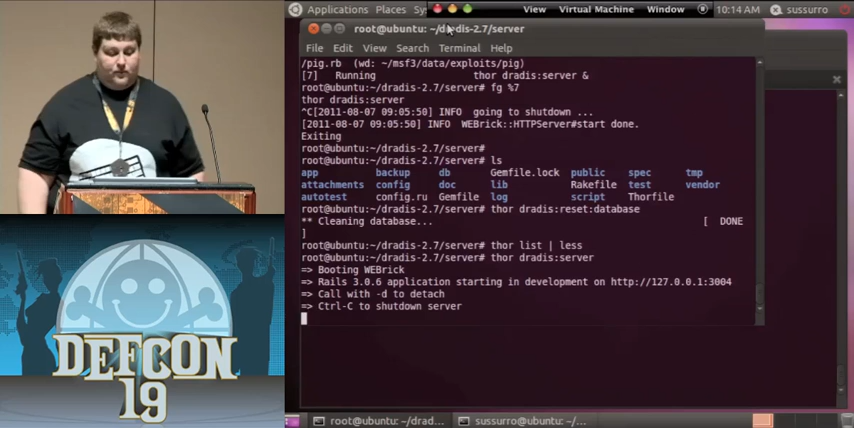 Applications Places Sy
View Virtual Machine Window
10:14 AM
sussurro
root@ubuntu: ~/dradis-2.7/server
File Edit View Search Terminal Help
/pig.rb (wd: ~/msf3/data/exploits/pig)
[7] Running thor dradis:server &
root@ubuntu:~/dradis-2.7/server# fg %7
thor dradis:server
^C[2011-08-07 09:05:50] INFO going to shutdown ...
[2011-08-07 09:05:50] INFO WEBrick::HTTPServer#start done.
Exiting
root@ubuntu:~/dradis-2.7/server#
root@ubuntu:~/dradis-2.7/server# ls
app backup db Gemfile.lock public spec tmp
attachments config doc lib Rakefile test vendor
autotest config.ru Gemfile log script Thorfile
root@ubuntu:~/dradis-2.7/server# thor dradis:reset:database
** Cleaning database... [ DONE
]
root@ubuntu:~/dradis-2.7/server# thor list | less
root@ubuntu:~/dradis-2.7/server# thor dradis:server
=> Booting WEBrick
=> Rails 3.0.6 application starting in development on http://127.0.0.1:3004
=> Call with -d to detach
=> Ctrl-C to shutdown server
root@ubuntu: ~/drad...
sussurro@ubuntu: ~/...
DEFCON
19